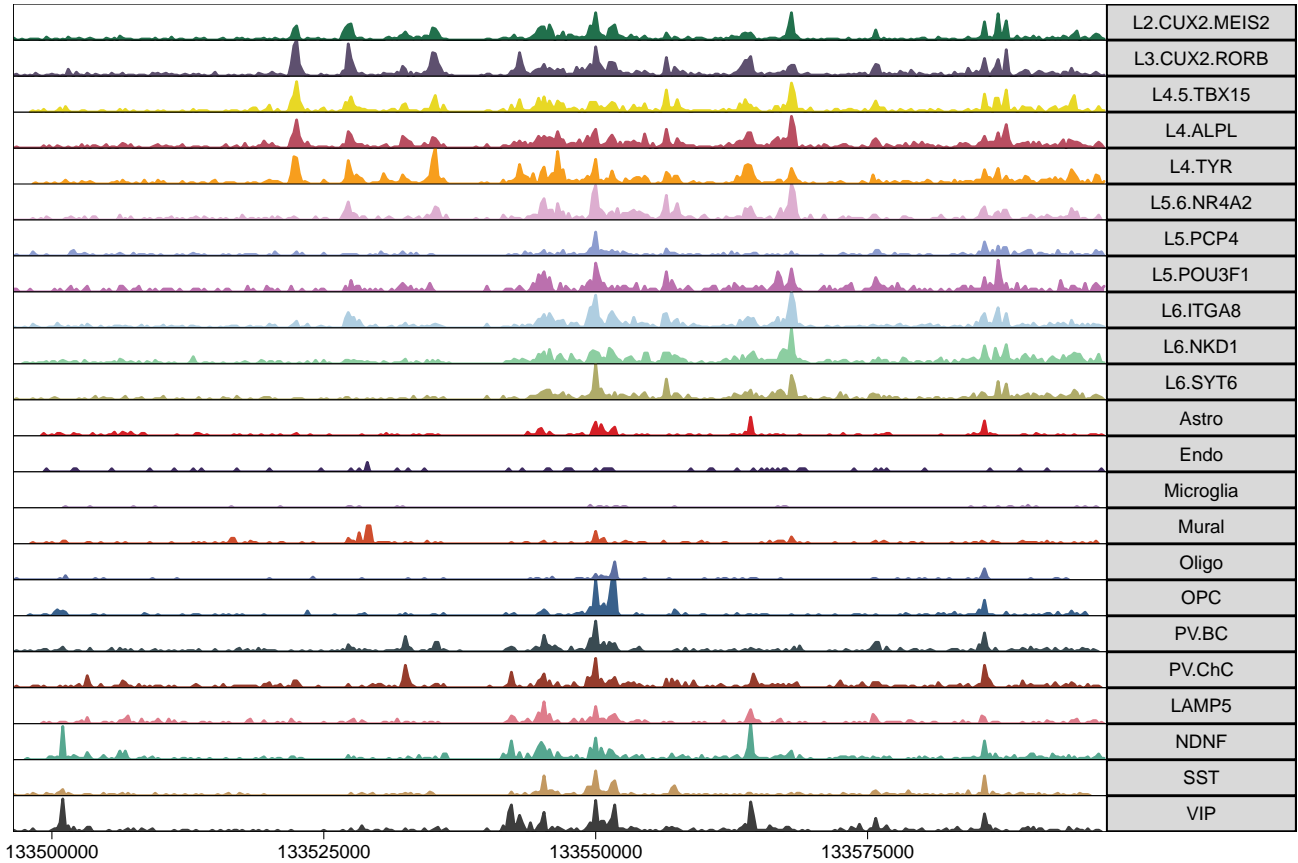 L2.CUX2.MEIS2
L3.CUX2.RORB
L4.5.TBX15
L4.ALPL
L4.TYR
L5.6.NR4A2
L5.PCP4
L5.POU3F1
L6.ITGA8
L6.NKD1
L6.SYT6
Astro
Endo
Microglia
Mural
Oligo
OPC
PV.BC
PV.ChC
LAMP5
NDNF
SST
VIP
133500000 133525000 133550000 133575000